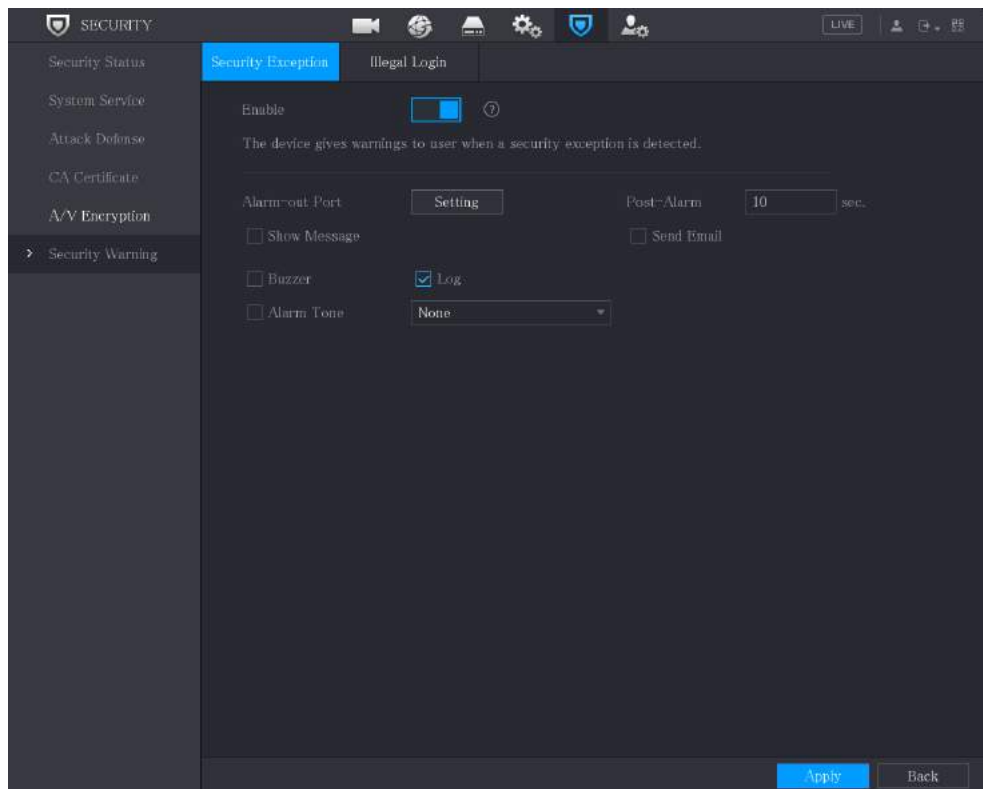 SECURITY
LIVE
Security Status
System Service
Attack Defense
CA Certificate
A/V Encryption
Security Warning
Security Exception
Illegal Login
Enable
The device gives warnings to user when a security exception is detected.
Alarm-out Port Setting Post-Alarm 10 sec.
Show Message Send Email
Buzzer Log
Alarm Tone None
Apply Back